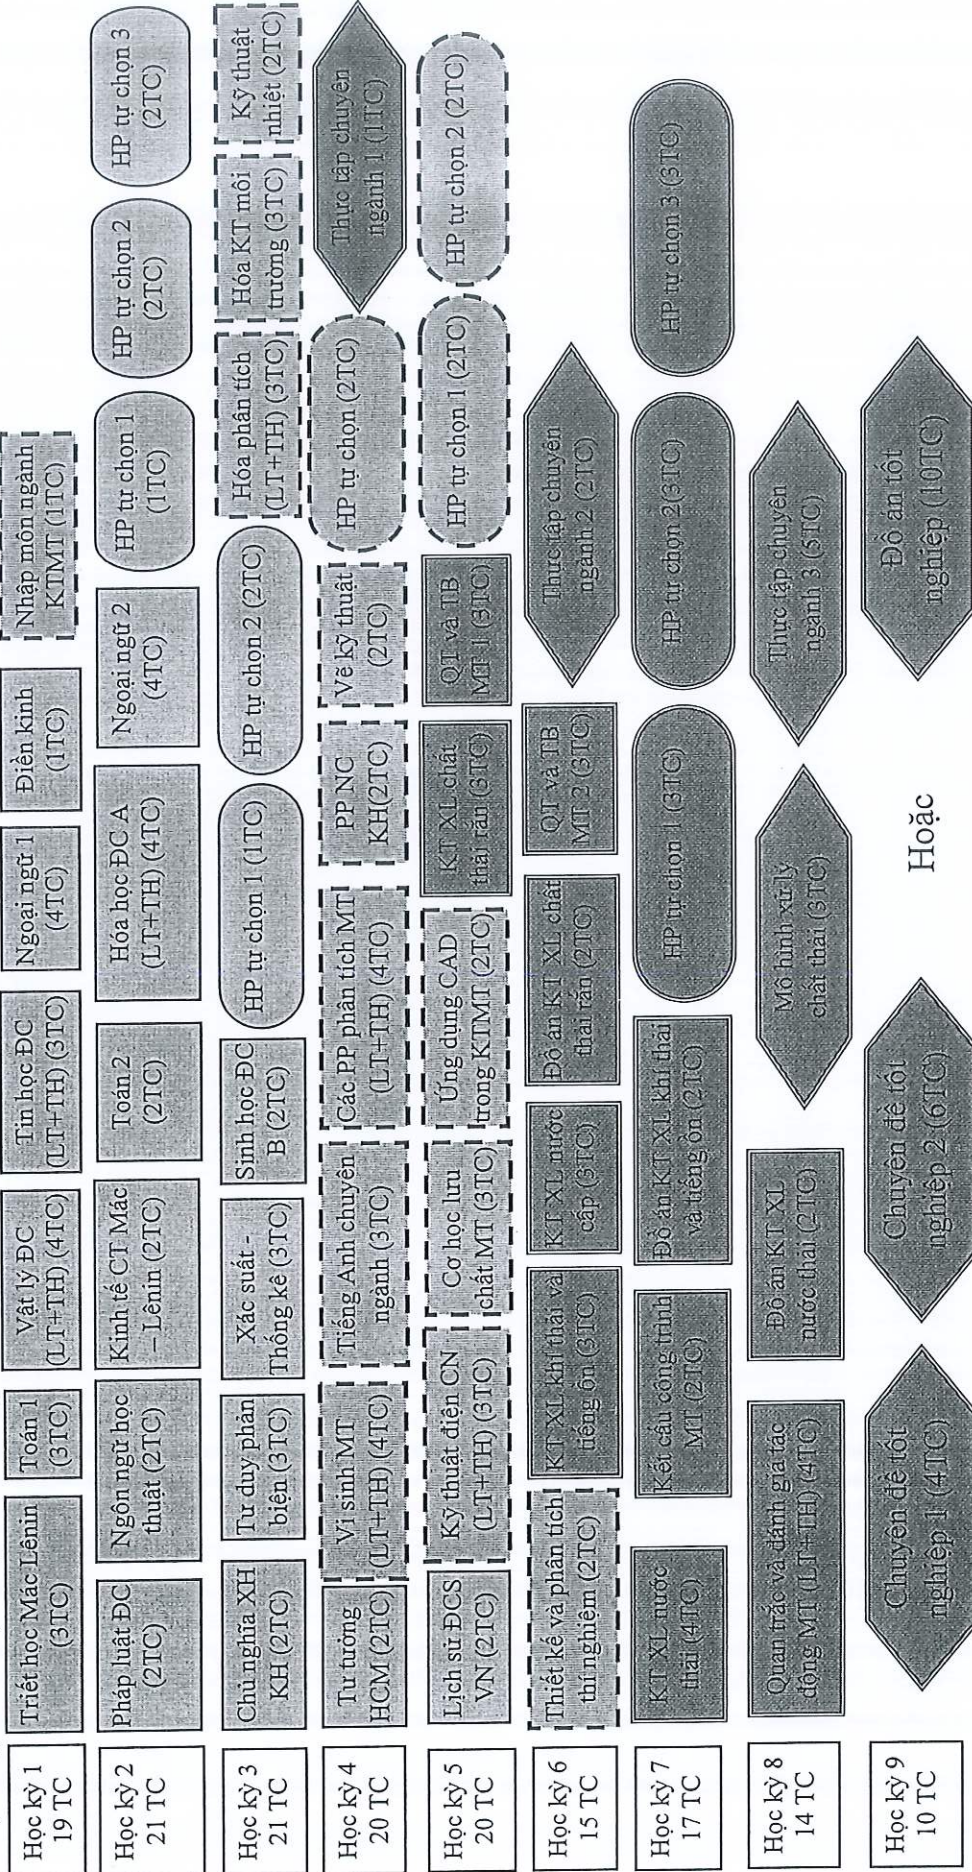 Học kỳ 1
19 TC
Triết học Mác Lênin
(3TC)
Toán 1
(3TC)
Vật lý ĐC
(LT+TH) (4TC)
Tin học ĐC
(LT+TH) (3TC)
Ngoại ngữ 1
(4TC)
Điền kinh
(1TC)
Nhập môn ngành
KTMT (1TC)
Học kỳ 2
21 TC
Pháp luật ĐC
(2TC)
Ngôn ngữ học
thuật (2TC)
Kinh tế CT Mác
–Lênin (2TC)
Toán 2
(2TC)
Hóa học ĐC A
(LT+TH) (4TC)
Ngoại ngữ 2
(4TC)
HP tự chọn 1
(1TC)
HP tự chọn 2
(2TC)
HP tự chọn 3
(2TC)
Học kỳ 3
21 TC
Chủ nghĩa XH
KH (2TC)
Tư duy phản
biện (3TC)
Xác suất -
Thống kê (3TC)
Sinh học ĐC
B (2TC)
HP tự chọn 1 (1TC)
HP tự chọn 2 (2TC)
Hóa phân tích
(LT+TH) (3TC)
Hóa KT môi
trường (3TC)
Kỹ thuật
nhiệt (2TC)
Học kỳ 4
20 TC
Tư tưởng
HCM (2TC)
Vi sinh MT
(LT+TH) (4TC)
Tiếng Anh chuyên
ngành (3TC)
Các PP phân tích MT
(LT+TH) (4TC)
PP NC
KH(2TC)
Vẽ kỹ thuật
(2TC)
HP tự chọn (2TC)
Thực tập chuyên
ngành 1 (1TC)
Học kỳ 5
20 TC
Lịch sử ĐCS
VN (2TC)
Kỹ thuật điện CN
(LT+TH) (3TC)
Cơ học lưu
chất MT (3TC)
Ứng dụng CAD
trong KTMT (2TC)
KT XL chất
thải rắn (3TC)
QT và TB
MT 1 (3TC)
HP tự chọn 1 (2TC)
HP tự chọn 2 (2TC)
Học kỳ 6
15 TC
Thiết kế và phân tích
thí nghiệm (2TC)
KT XL khí thải và
tiếng ồn (3TC)
KT XL nước
cấp (3TC)
Đồ án KT XL chất
thải rắn (2TC)
QT và TB
MT 2 (3TC)
Thực tập chuyên
ngành 2 (2TC)
Học kỳ 7
17 TC
KT XL nước
thải (4TC)
Kết cấu công trình
MT (2TC)
Đồ án KT XL khí thải
và tiếng ồn (2TC)
HP tự chọn 1 (3TC)
HP tự chọn 2(3TC)
HP tự chọn 3 (3TC)
Học kỳ 8
14 TC
Quan trắc và đánh giá tác
động MT (LT+TH) (4TC)
Đồ án KT XL
nước thải (2TC)
Mô hình xử lý
chất thải (3TC)
Thực tập chuyên
ngành 3 (5TC)
Học kỳ 9
10 TC
Chuyên đề tốt
nghiệp 1 (4TC)
Chuyên đề tốt
nghiệp 2 (6TC)
Hoặc
Đồ án tốt
nghiệp (10TC)